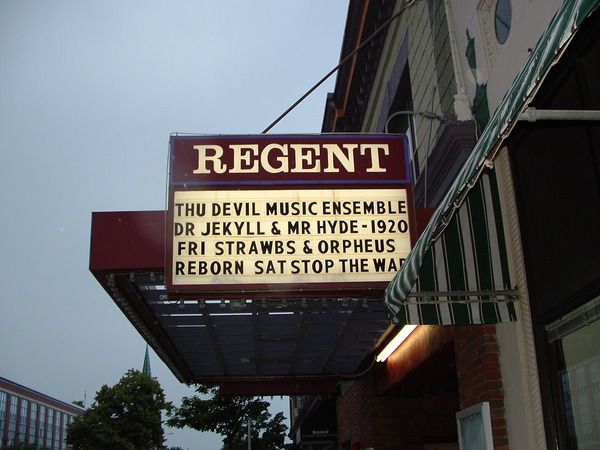 REGENT
THU DEVIL MUSIC ENSEMBLE
DR JEKYLL & MR HYDE - 1920
FRI STRAWBS & ORPHEUS
REBORN SAT STOP THE WAR